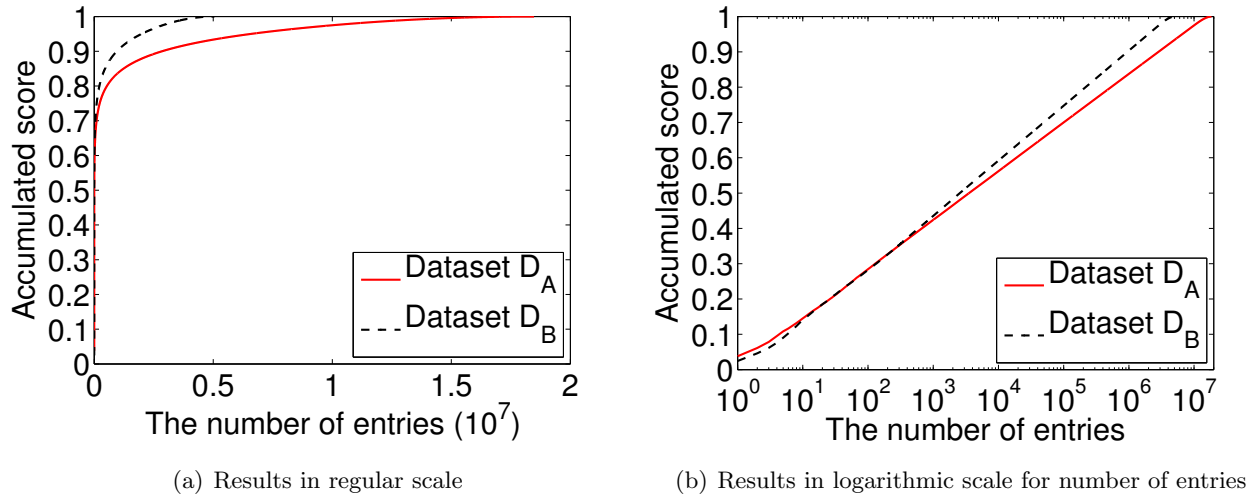 1
0.9
0.8
0.7
0.6
0.5
0.4
0.3
0.2
0.1
0
Accumulated score
0 0.5 1 1.5 2
The number of entries (10^7)
Dataset D_A
Dataset D_B
(a) Results in regular scale
1
0.9
0.8
0.7
0.6
0.5
0.4
0.3
0.2
0.1
0
Accumulated score
10^0 10^1 10^2 10^3 10^4 10^5 10^6 10^7
The number of entries
Dataset D_A
Dataset D_B
(b) Results in logarithmic scale for number of entries